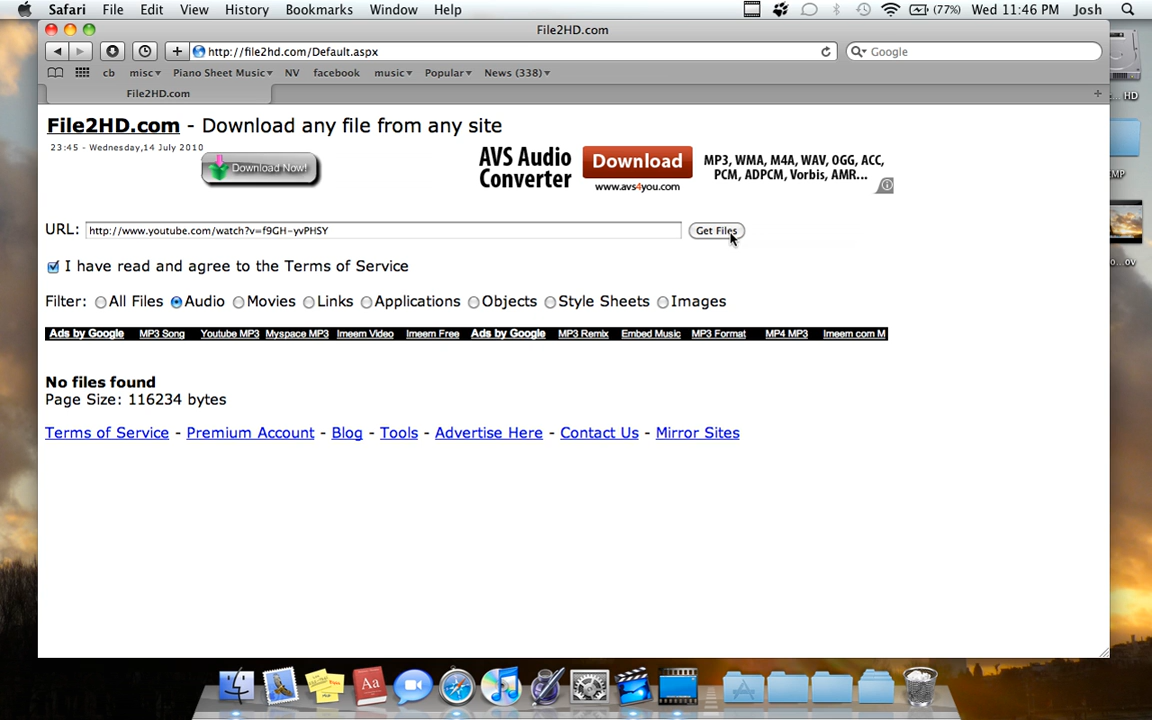 Safari File Edit View History Bookmarks Window Help (77%) Wed 11:46 PM Josh
File2HD.com
http://file2hd.com/Default.aspx Google
cb misc Piano Sheet Music NV facebook music Popular News (338)
File2HD.com
File2HD.com - Download any file from any site
23:45 - Wednesday,14 July 2010
Download Now!
AVS Audio Converter
Download
www.avs4you.com
MP3, WMA, M4A, WAV, OGG, ACC,
PCM, ADPCM, Vorbis, AMR...
URL: http://www.youtube.com/watch?v=f9GH-yvPHSY Get Files
I have read and agree to the Terms of Service
Filter: All Files Audio Movies Links Applications Objects Style Sheets Images
Ads by Google MP3 Song Youtube MP3 Myspace MP3 Imeem Video Imeem Free Ads by Google MP3 Remix Embed Music MP3 Format MP4 MP3 Imeem com M
No files found
Page Size: 116234 bytes
Terms of Service - Premium Account - Blog - Tools - Advertise Here - Contact Us - Mirror Sites
... HD
...ov
Aa